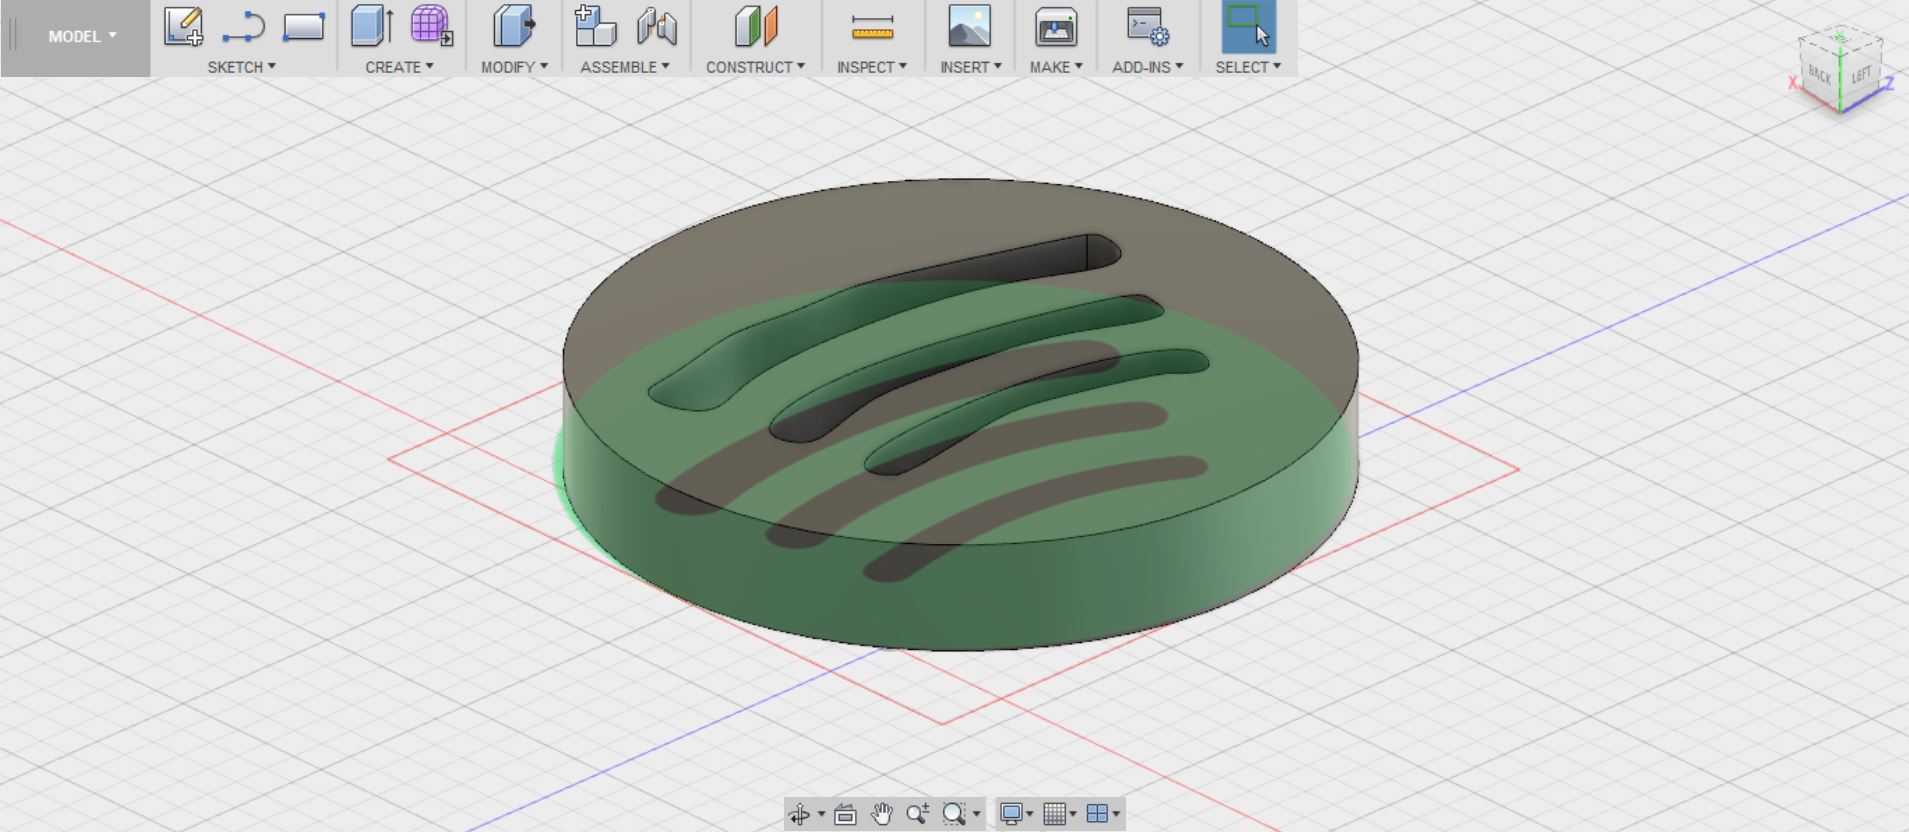 MODEL
SKETCH
CREATE
MODIFY
ASSEMBLE
CONSTRUCT
INSPECT
INSERT
MAKE
ADD-INS
SELECT
Y
BACK
LEFT
X
Z